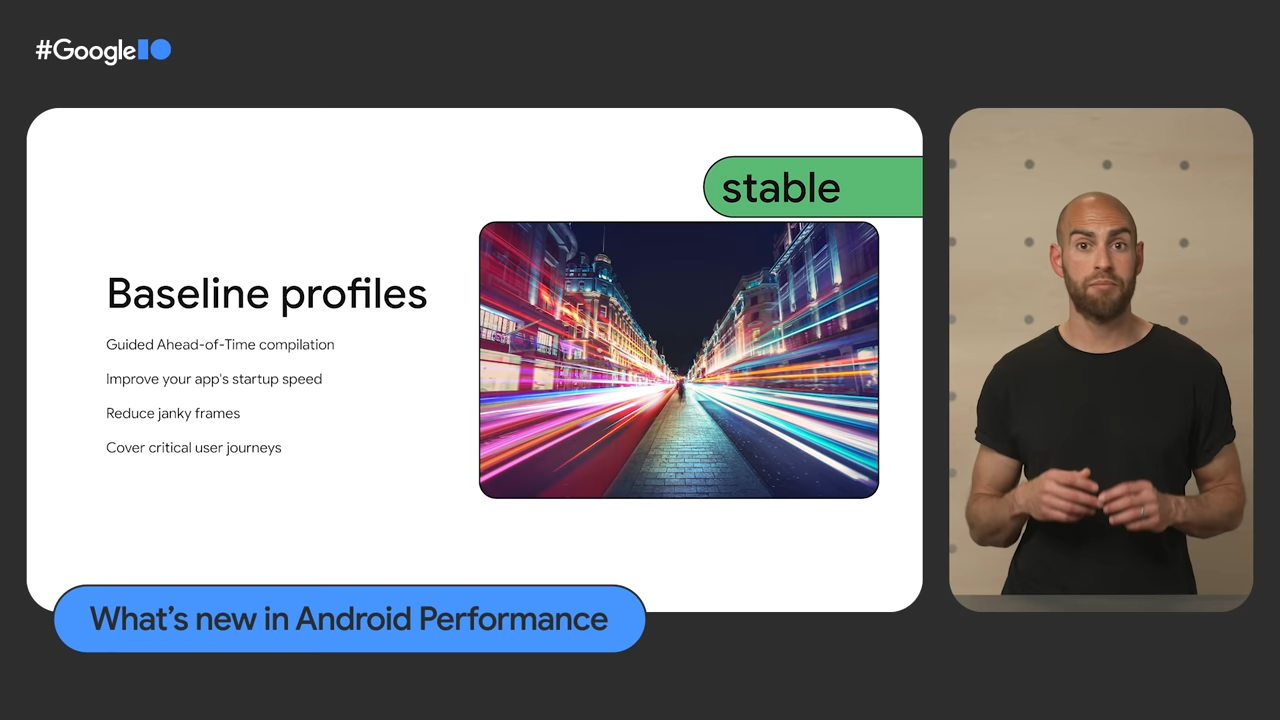 #GoogleIO
stable
Baseline profiles
Guided Ahead-of-Time compilation
Improve your app's startup speed
Reduce janky frames
Cover critical user journeys
What's new in Android Performance